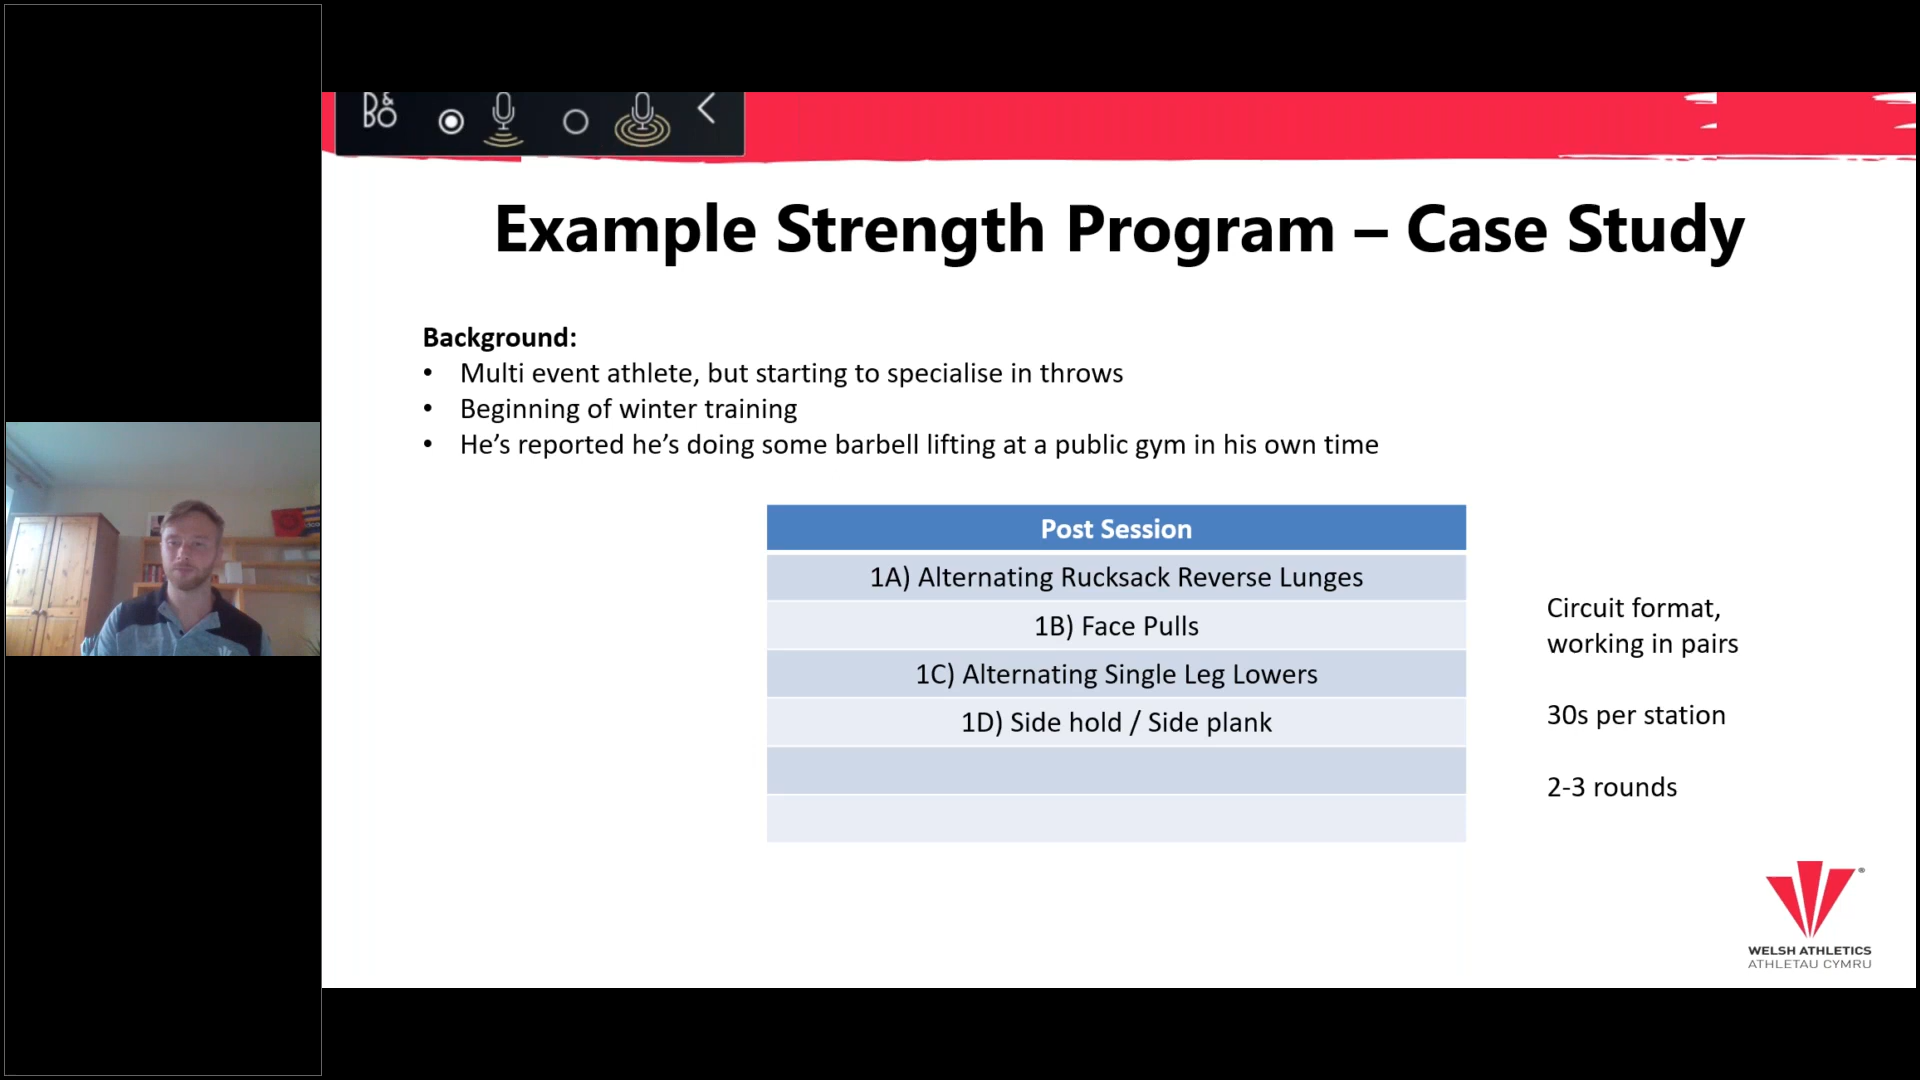 B&O
Example Strength Program – Case Study
Background:
• Multi event athlete, but starting to specialise in throws
• Beginning of winter training
• He’s reported he’s doing some barbell lifting at a public gym in his own time
Post Session
1A) Alternating Rucksack Reverse Lunges
1B) Face Pulls
1C) Alternating Single Leg Lowers
1D) Side hold / Side plank
Circuit format,
working in pairs
30s per station
2-3 rounds
WELSH ATHLETICS
ATHLETAU CYMRU